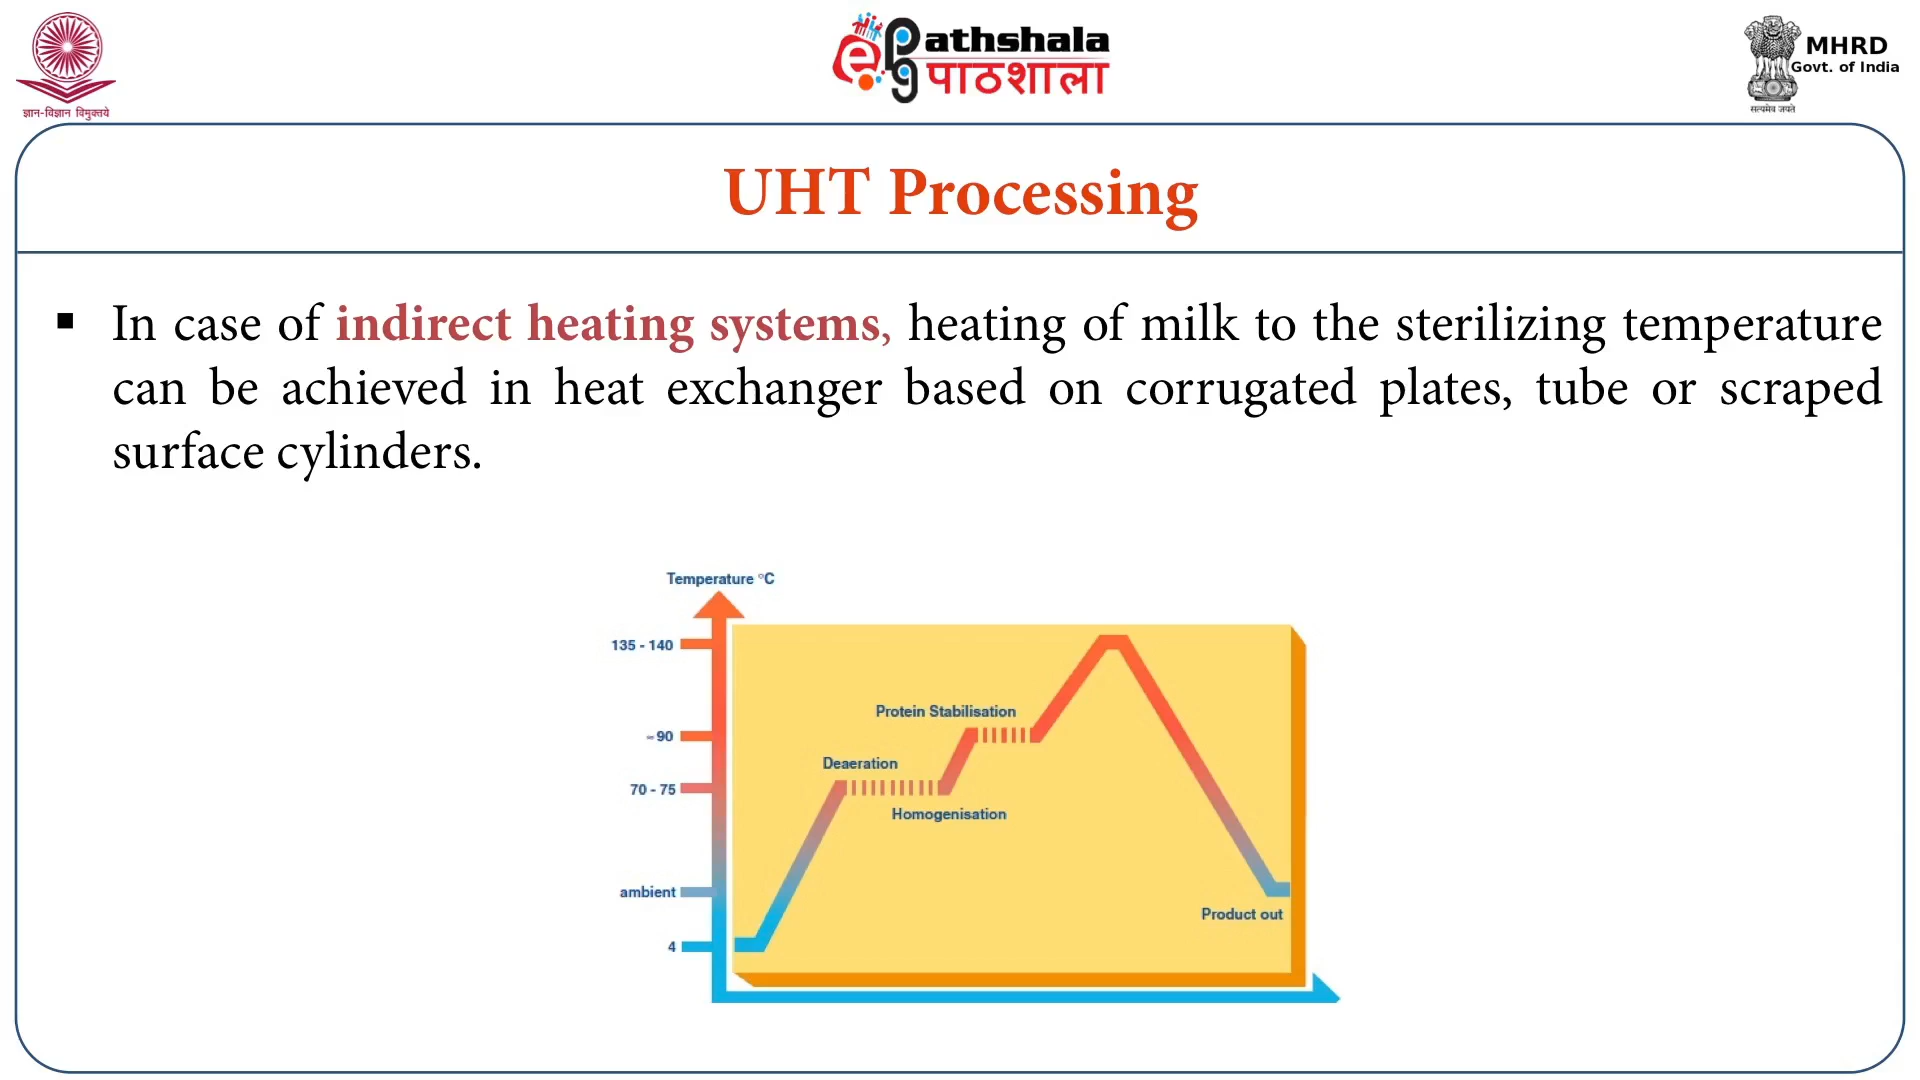 ज्ञान-विज्ञान विमुक्तये
e pg Pathshala
पाठशाला
MHRD
Govt. of India
सत्यमेव जयते
UHT Processing
▪ In case of indirect heating systems, heating of milk to the sterilizing temperature
can be achieved in heat exchanger based on corrugated plates, tube or scraped
surface cylinders.
Temperature °C
135 - 140
Protein Stabilisation
~90
Deaeration
70 - 75
Homogenisation
ambient
Product out
4